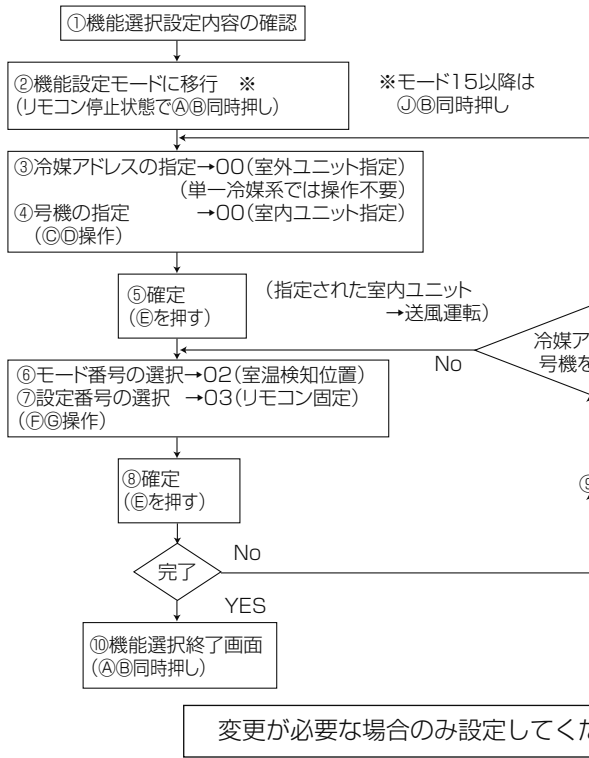 ①機能選択設定内容の確認
②機能設定モードに移行　※
(リモコン停止状態でⒶⒷ同時押し)
※モード15以降は
ⒿⒷ同時押し
③冷媒アドレスの指定→00(室外ユニット指定)
(単一冷媒系では操作不要)
④号機の指定　→00(室内ユニット指定)
(ⒸⒹ操作)
⑤確定
(Ⓔを押す)
(指定された室内ユニット
→送風運転)
冷媒ア
号機を
No
⑥モード番号の選択→02(室温検知位置)
⑦設定番号の選択　→03(リモコン固定)
(ⒻⒼ操作)
⑧確定
(Ⓔを押す)
⑨
完了
No
YES
⑩機能選択終了画面
(ⒶⒷ同時押し)
変更が必要な場合のみ設定してくだ